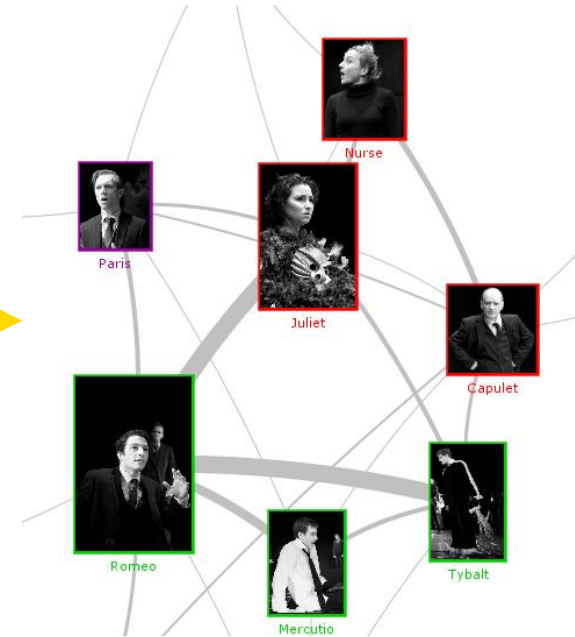 Nurse
Paris
Juliet
Capulet
Romeo
Tybalt
Mercutio